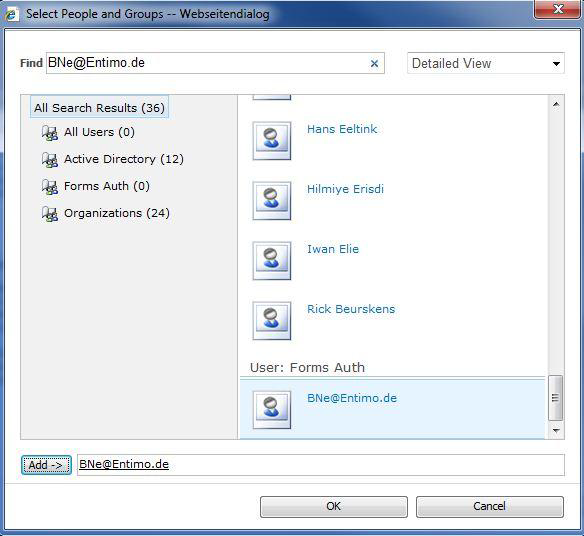 Select People and Groups -- Webseitendialog
Find BNe@Entimo.de
Detailed View
All Search Results (36)
All Users (0)
Active Directory (12)
Forms Auth (0)
Organizations (24)
Hans Eeltink
Hilmiye Erisdi
Iwan Elie
Rick Beurskens
User: Forms Auth
BNe@Entimo.de
Add -> BNe@Entimo.de
OK Cancel